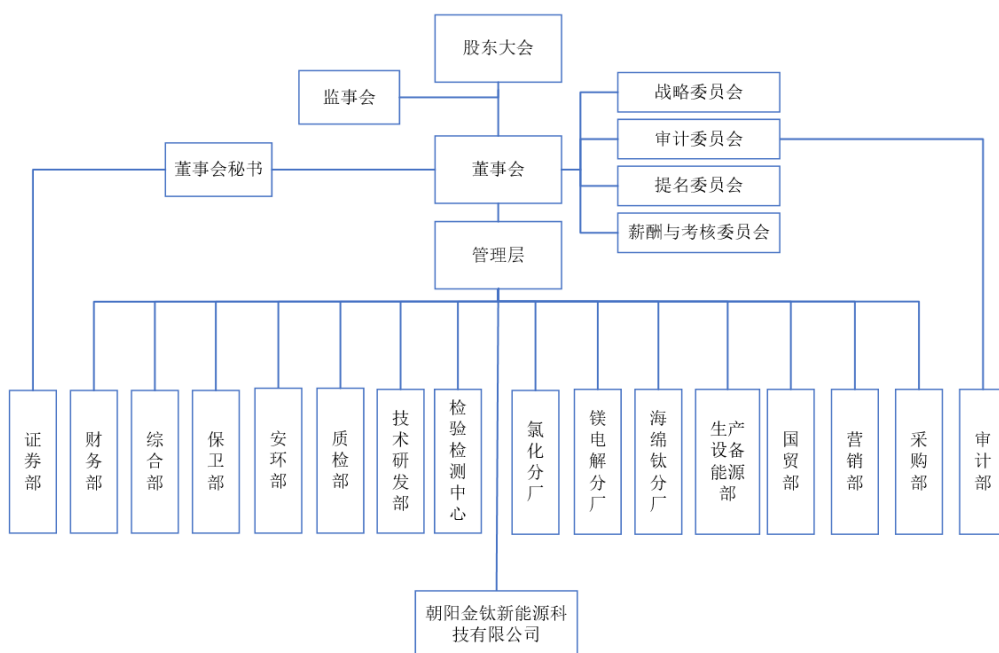 股东大会
监事会
战略委员会
审计委员会
董事会秘书
董事会
提名委员会
薪酬与考核委员会
管理层
证券部
财务部
综合部
保卫部
安环部
质检部
技术研发部
检验检测中心
氯化分厂
镁电解分厂
海绵钛分厂
生产设备能源部
国贸部
营销部
采购部
审计部
朝阳金钛新能源科
技有限公司